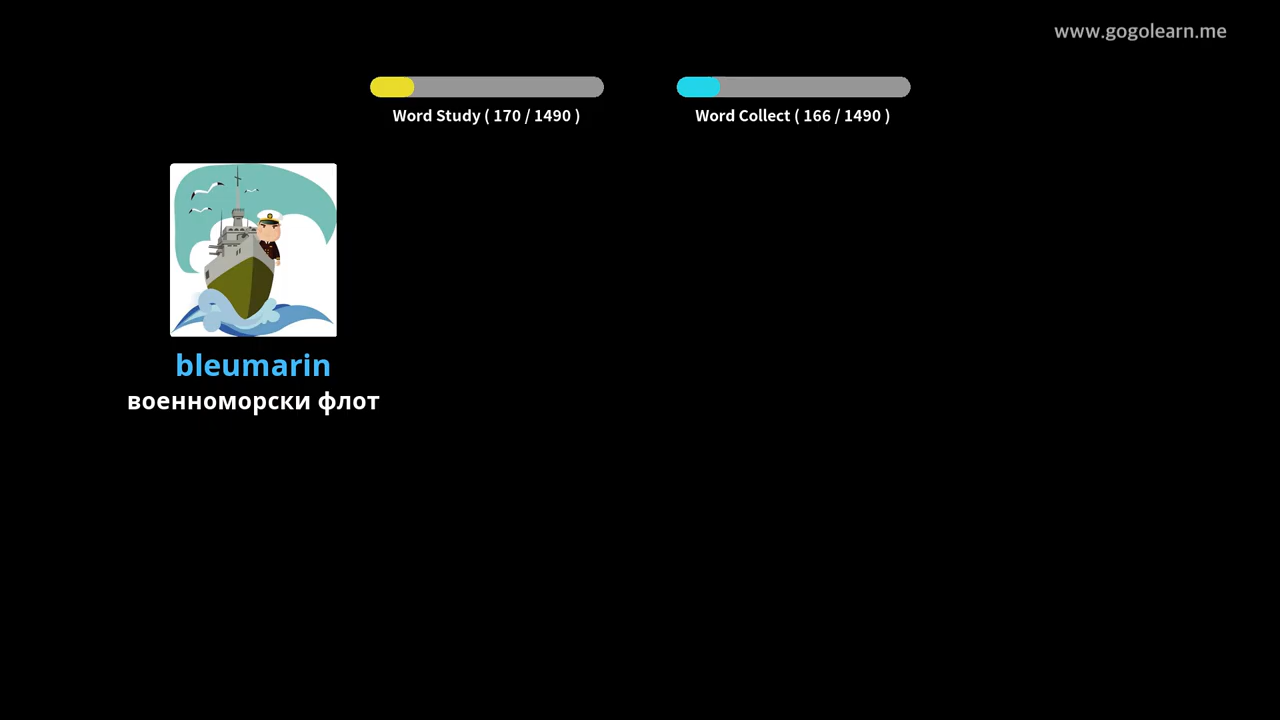 www.gogolearn.me
Word Study ( 170 / 1490 )
Word Collect ( 166 / 1490 )
bleumarin
военноморски флот